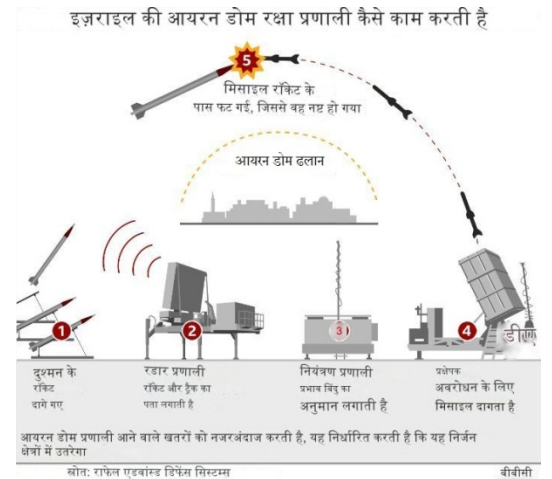 इज़राइल की आयरन डोम रक्षा प्रणाली कैसे काम करती है
5
मिसाइल रॉकेट के
पास फट गई, जिससे वह नष्ट हो गया
आयरन डोम ढलान
1
2
3
4
डीए
दुश्मन के
रॉकेट
दागे गए
रडार प्रणाली
रॉकेट और ट्रैक का
पता लगाती है
नियंत्रण प्रणाली
प्रभाव बिंदु का
अनुमान लगाती है
प्रक्षेपक
अवरोधन के लिए
मिसाइल दागता है
आयरन डोम प्रणाली आने वाले खतरों को नजरअंदाज करती है, यह निर्धारित करती है कि यह निर्जन
क्षेत्रों में उतरेगा
स्रोत: राफेल एडवांस्ड डिफेंस सिस्टम्स
बीबीसी